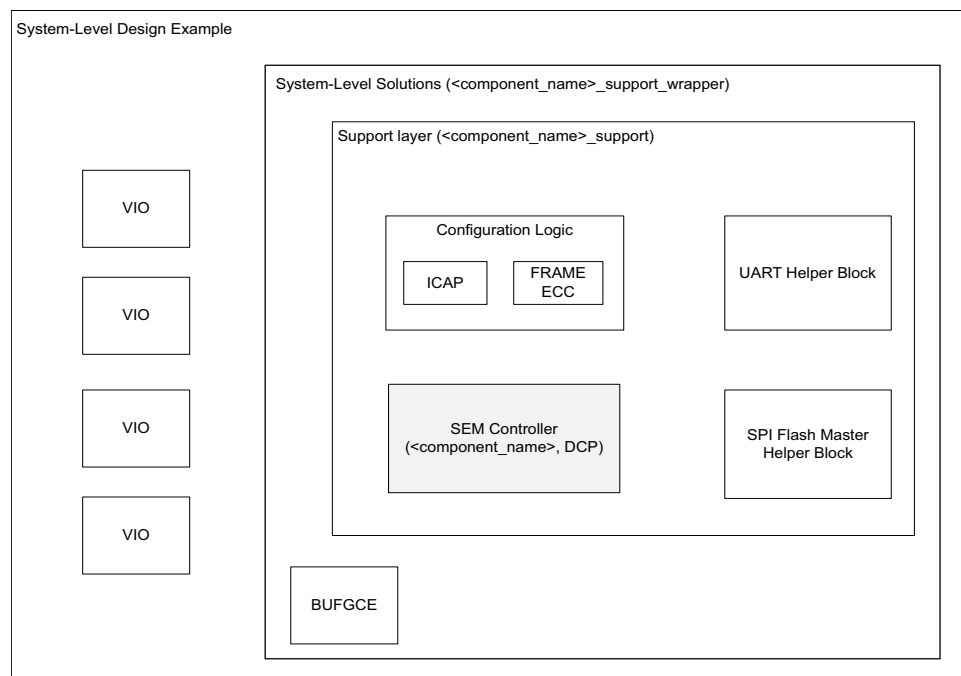 System-Level Design Example
System-Level Solutions (<component_name>_support_wrapper)
Support layer (<component_name>_support)
VIO
VIO
VIO
VIO
Configuration Logic
ICAP
FRAME
ECC
UART Helper Block
SEM Controller
(<component_name>, DCP)
SPI Flash Master
Helper Block
BUFGCE